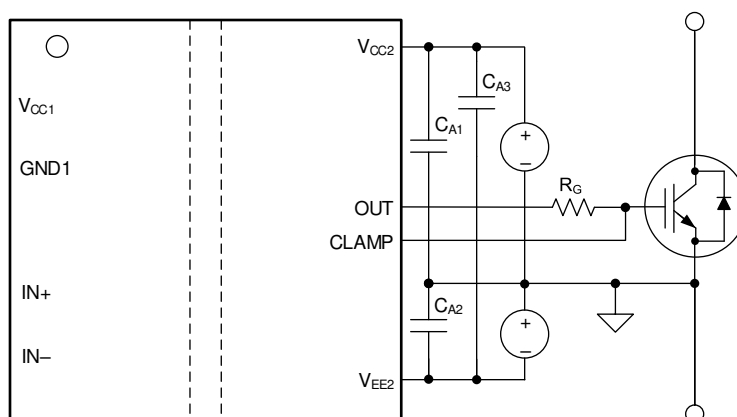 VCC2
CA3
VCC1
CA1
+
−
GND1
RG
OUT
CLAMP
IN+
CA2
+
−
IN−
VEE2